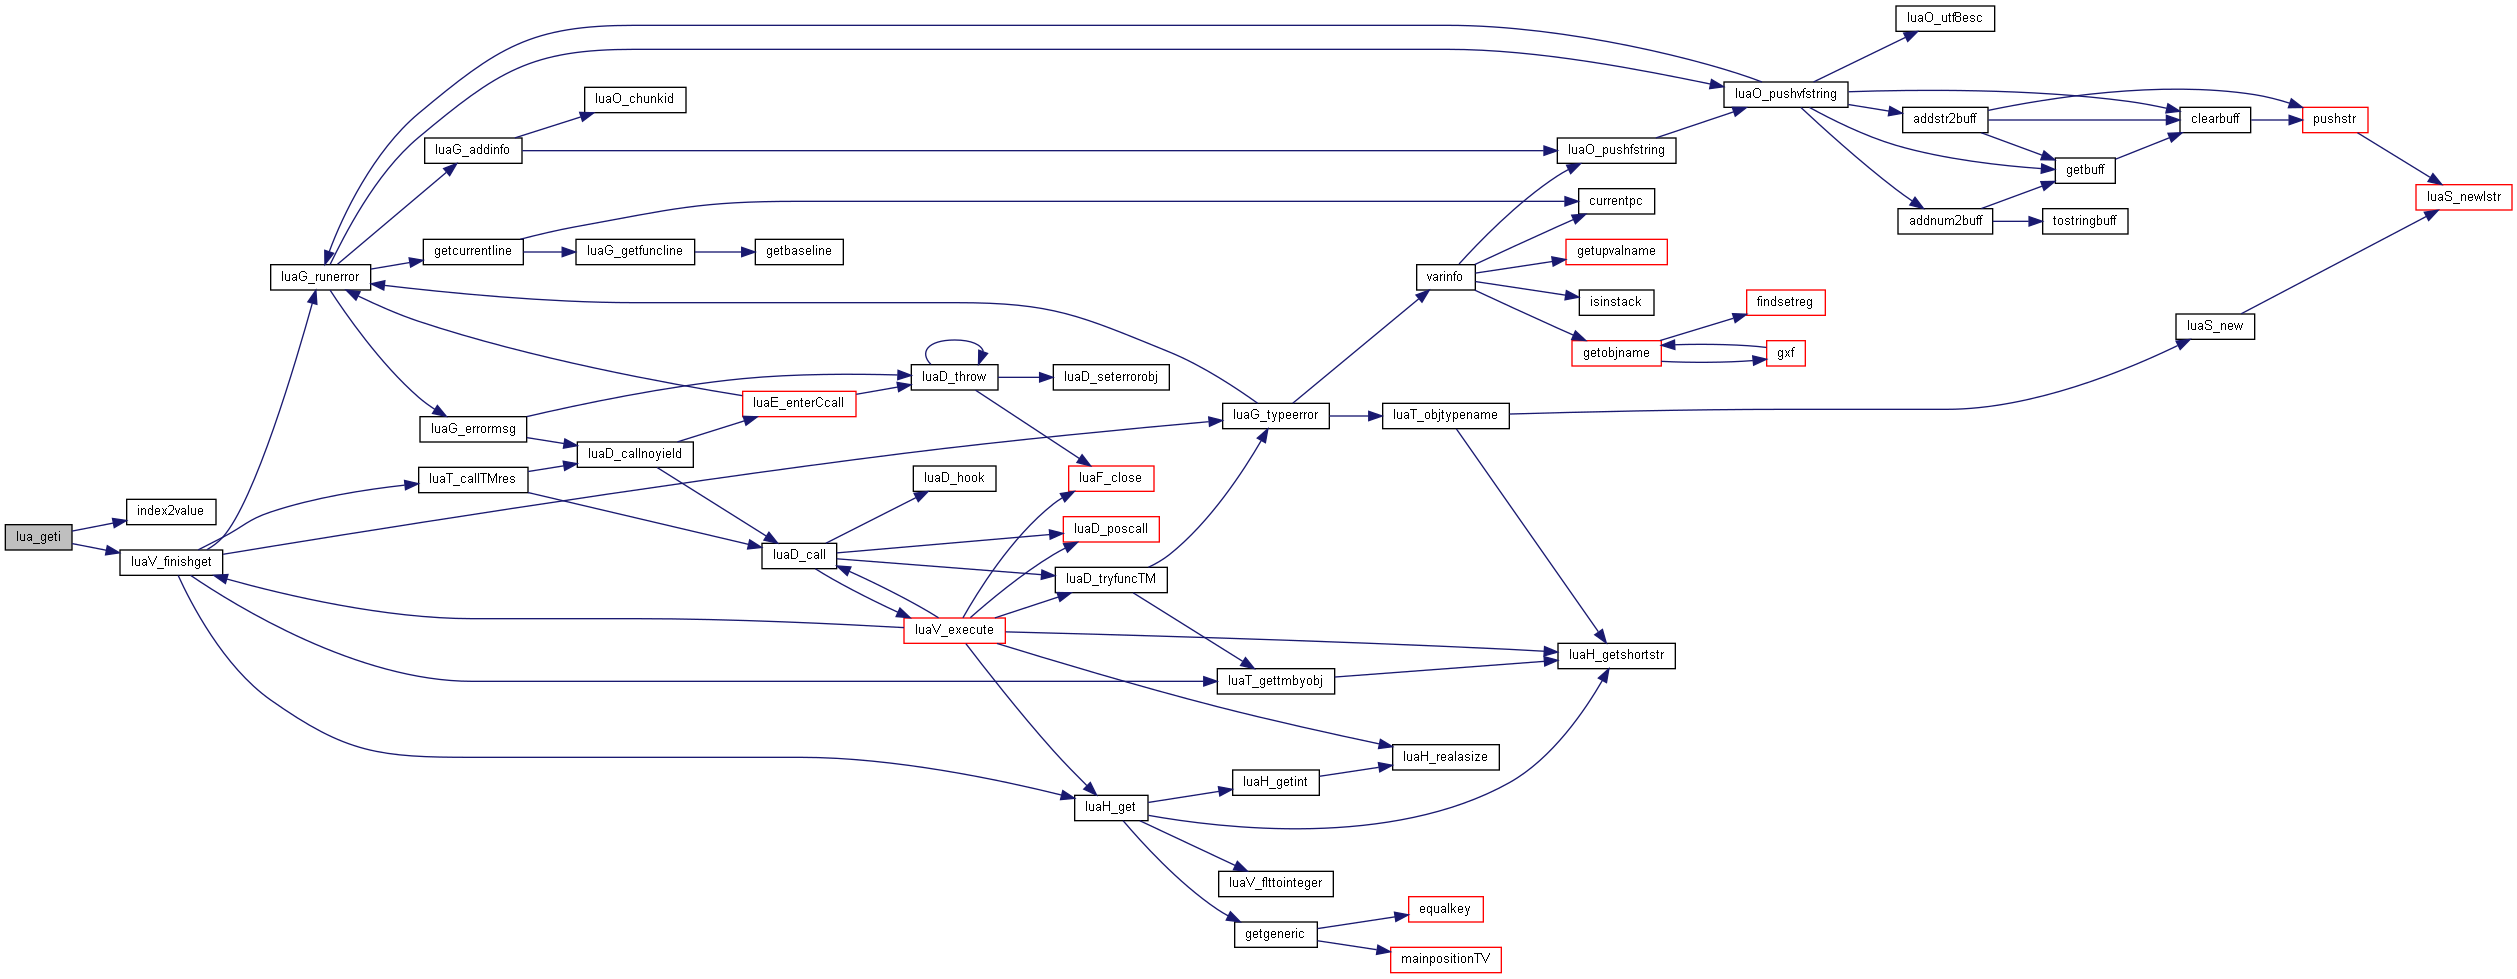 luaO_utf8esc
luaO_pushvfstring
luaO_chunkid
addstr2buff
clearbuff
pushstr
luaG_addinfo
luaO_pushfstring
getbuff
luaS_newlstr
currentpc
addnum2buff
tostringbuff
getcurrentline
luaG_getfuncline
getbaseline
getupvalname
luaG_runerror
varinfo
isinstack
findsetreg
luaS_new
getobjname
gxf
luaD_throw
luaD_seterrorobj
luaE_enterCcall
luaG_typeerror
luaT_objtypename
luaG_errormsg
luaD_callnoyield
luaT_callTMres
luaD_hook
luaF_close
index2value
lua_geti
luaD_poscall
luaV_finishget
luaD_call
luaD_tryfuncTM
luaV_execute
luaH_getshortstr
luaT_gettmbyobj
luaH_realasize
luaH_getint
luaH_get
luaV_flttointeger
equalkey
getgeneric
mainpositionTV